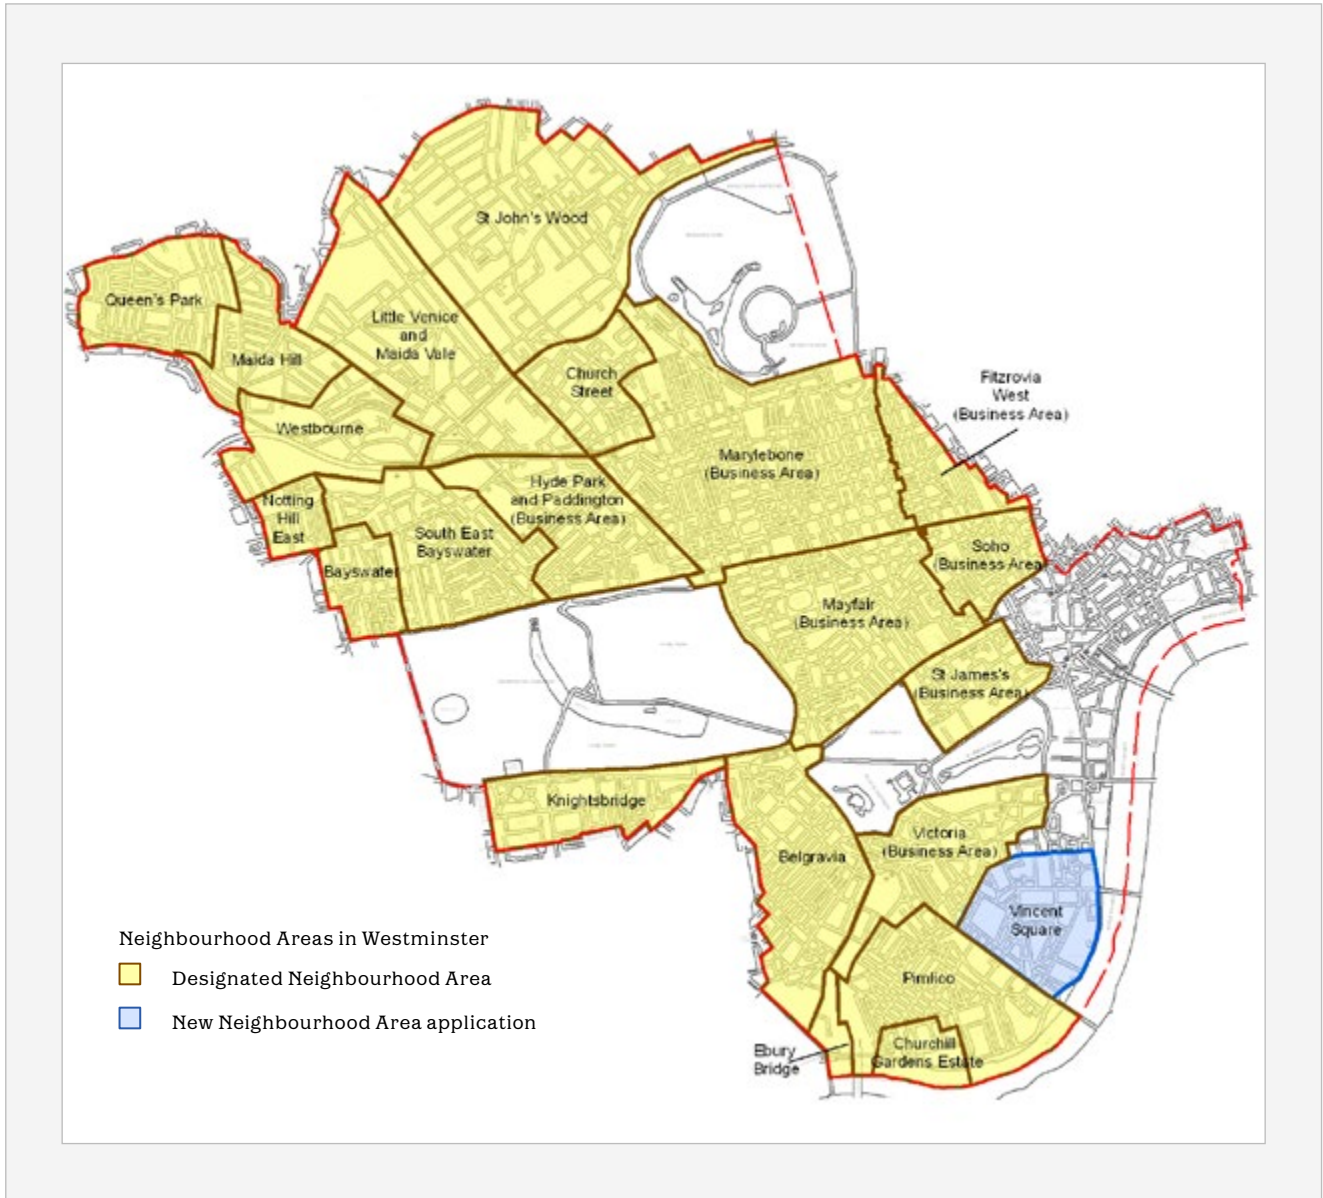 St John's Wood
Queen's Park
Little Venice
and
Maida Vale
Maida Hill
Church
Street
Fitzrovia
West
(Business Area)
Westbourne
Marylebone
(Business Area)
Hyde Park
and Paddington
(Business Area)
Notting
Hill
East
South East
Bayswater
Bayswater
Soho
(Business Area)
Mayfair
(Business Area)
St James's
(Business Area)
Knightsbridge
Belgravia
Victoria
(Business Area)
Vincent
Square
Pimlico
Churchill
Gardens Estate
Ebury
Bridge
Neighbourhood Areas in Westminster
Designated Neighbourhood Area
New Neighbourhood Area application